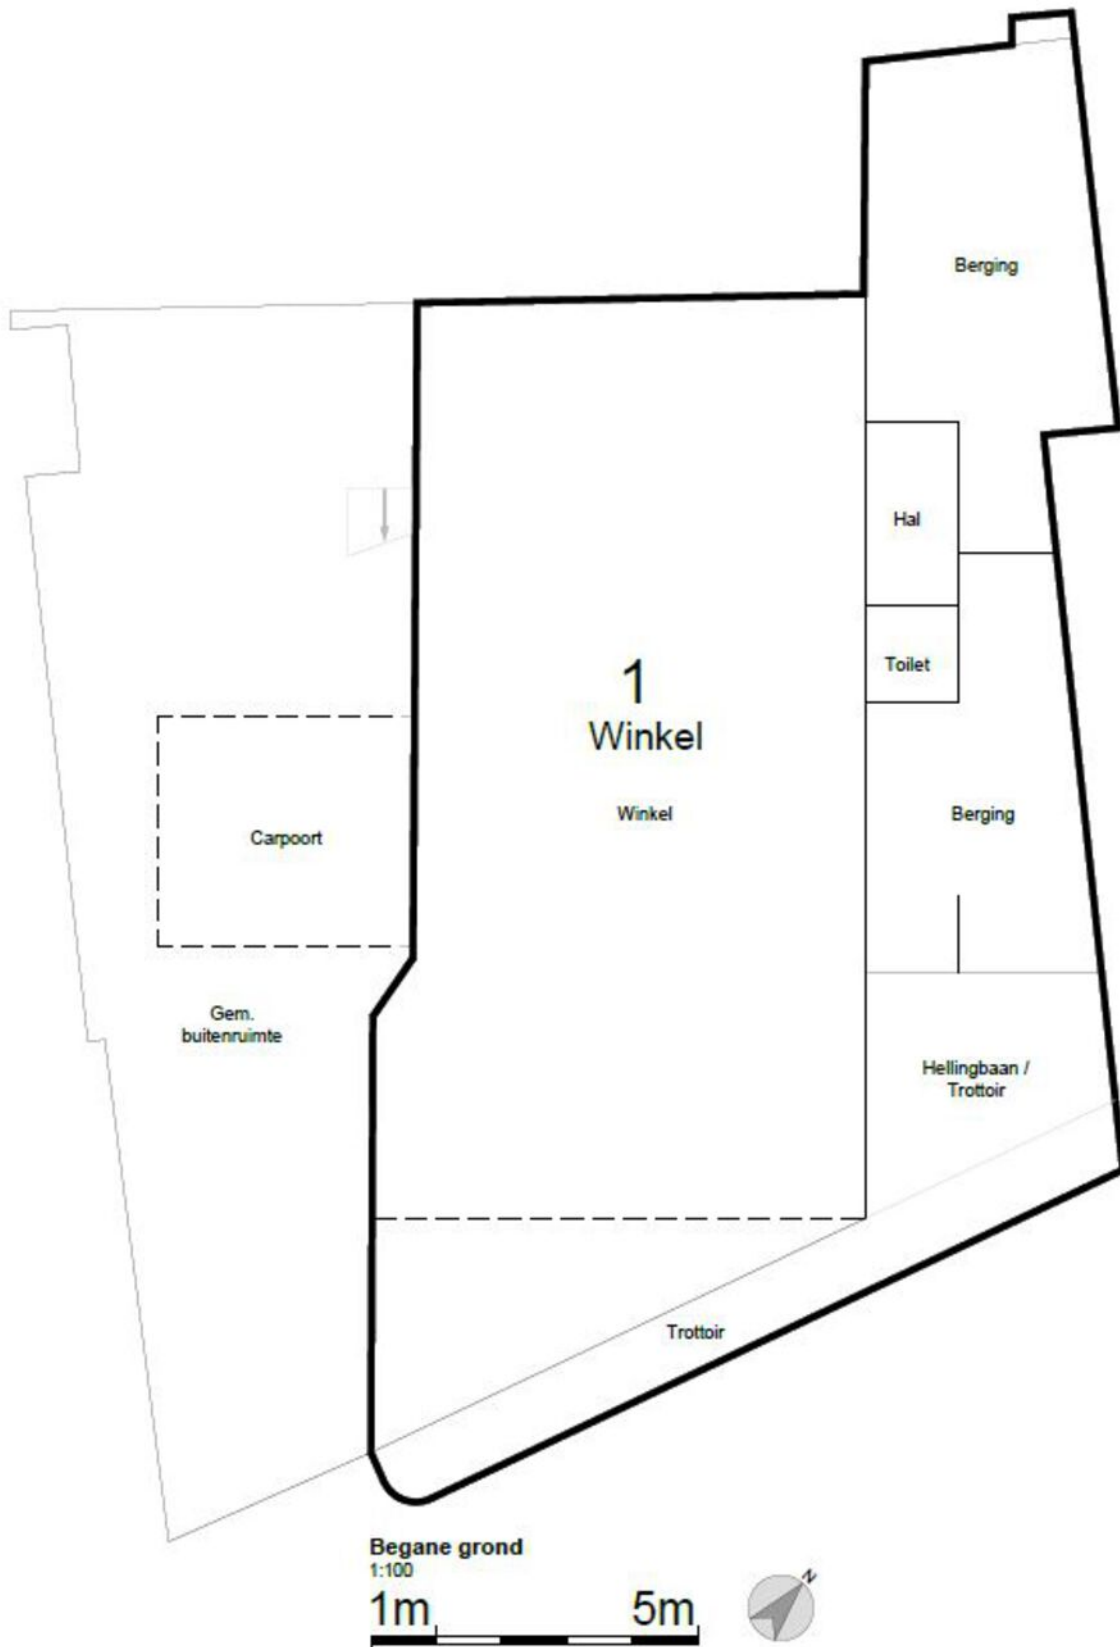 Berging
Hal
Toilet
1
Winkel
Winkel
Berging
Carpoort
Gem.
buitenruimte
Hellingbaan /
Trottoir
Trottoir
Begane grond
1:100
1m 5m
N